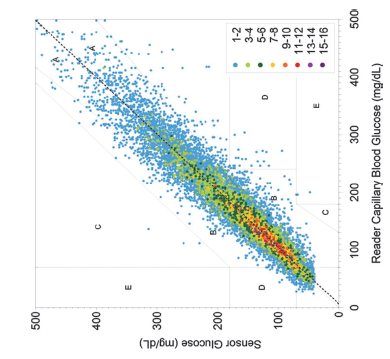 500
400
300
200
100
0
Sensor Glucose (mg/dL)
0
100
200
300
400
500
Reader Capillary Blood Glucose (mg/dL)
1-2
3-4
5-6
7-8
9-10
11-12
13-14
15-16
A
A
B
B
C
C
D
D
E
E